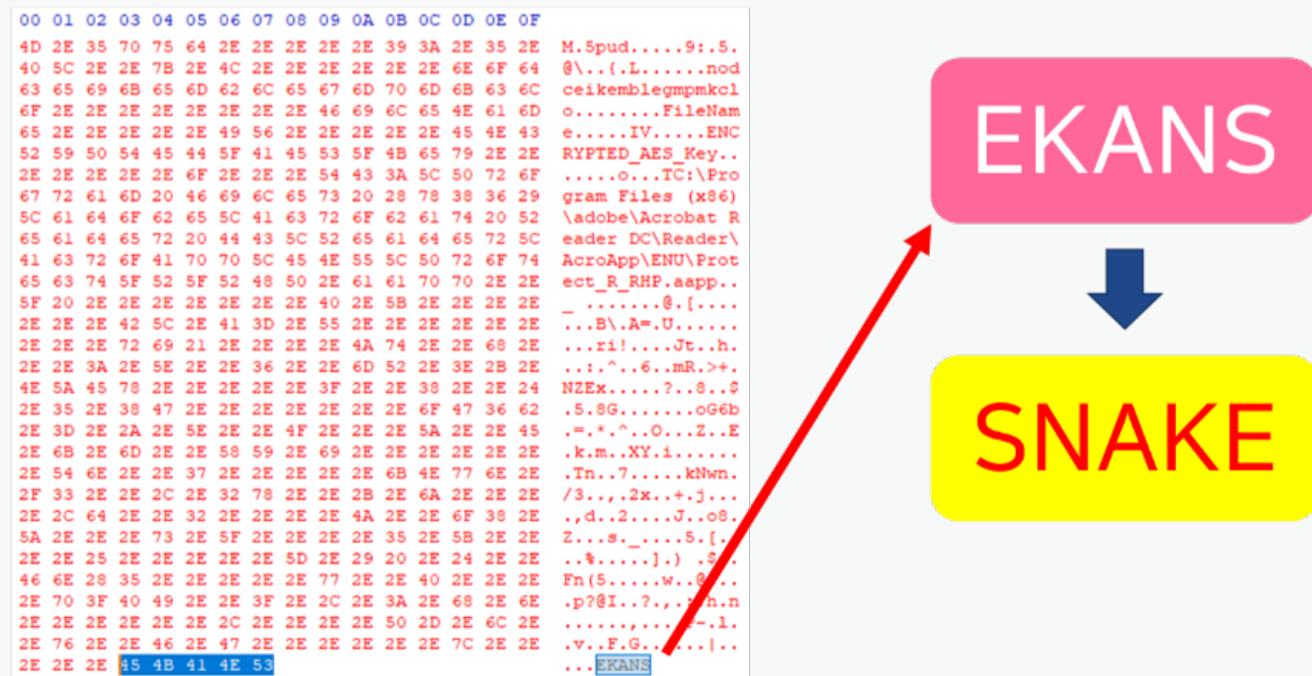 00 01 02 03 04 05 06 07 08 09 0A 0B 0C 0D 0E 0F
4D 2E 35 70 75 64 2E 2E 2E 2E 2E 39 3A 2E 35 2E M.5pud.....9:.5.
40 5C 2E 2E 7B 2E 4C 2E 2E 2E 2E 2E 2E 6E 6F 64 @\..{.L......nod
63 65 69 6B 65 6D 62 6C 65 67 6D 70 6D 6B 63 6C ceikemblegmpmkcl
6F 2E 2E 2E 2E 2E 2E 2E 2E 46 69 6C 65 4E 61 6D o........FileNam
65 2E 2E 2E 2E 2E 49 56 2E 2E 2E 2E 2E 45 4E 43 e.....IV.....ENC
52 59 50 54 45 44 5F 41 45 53 5F 4B 65 79 2E 2E RYPTED_AES_Key..
2E 2E 2E 2E 2E 6F 2E 2E 2E 54 43 3A 5C 50 72 6F .....o...TC:\Pro
67 72 61 6D 20 46 69 6C 65 73 20 28 78 38 36 29 gram Files (x86)
5C 61 64 6F 62 65 5C 41 63 72 6F 62 61 74 20 52 \adobe\Acrobat R
65 61 64 65 72 20 44 43 5C 52 65 61 64 65 72 5C eader DC\Reader\
41 63 72 6F 41 70 70 5C 45 4E 55 5C 50 72 6F 74 AcroApp\ENU\Prot
65 63 74 5F 52 5F 52 48 50 2E 61 61 70 70 2E 2E ect_R_RHP.aapp..
5F 20 2E 2E 2E 2E 2E 2E 2E 40 2E 5B 2E 2E 2E 2E _ .......@.[....
2E 2E 2E 42 5C 2E 41 3D 2E 55 2E 2E 2E 2E 2E 2E ...B\.A=.U......
2E 2E 2E 72 69 21 2E 2E 2E 2E 4A 74 2E 2E 68 2E ...ri!....Jt..h.
2E 2E 3A 2E 5E 2E 2E 36 2E 2E 6D 52 2E 3E 2B 2E ..:.^..6..mR.>+.
4E 5A 45 78 2E 2E 2E 2E 2E 3F 2E 2E 38 2E 2E 24 NZEx.....?..8..$
2E 35 2E 38 47 2E 2E 2E 2E 2E 2E 2E 6F 47 36 62 .5.8G.......oG6b
2E 3D 2E 2A 2E 5E 2E 2E 4F 2E 2E 2E 5A 2E 2E 45 .=.*.^..O...Z..E
2E 6B 2E 6D 2E 2E 58 59 2E 69 2E 2E 2E 2E 2E 2E .k.m..XY.i......
2E 54 6E 2E 2E 37 2E 2E 2E 2E 2E 6B 4E 77 6E 2E .Tn..7.....kNwn.
2F 33 2E 2E 2C 2E 32 78 2E 2E 2B 2E 6A 2E 2E 2E /3..,.2x..+.j...
2E 2C 64 2E 2E 32 2E 2E 2E 2E 4A 2E 2E 6F 38 2E .,d..2....J..o8.
5A 2E 2E 2E 73 2E 5F 2E 2E 2E 2E 35 2E 5B 2E 2E Z...s._....5.[..
2E 2E 25 2E 2E 2E 2E 2E 2E 5D 2E 29 20 2E 24 2E 2E ..%.....].) .$..
46 6E 28 35 2E 2E 2E 2E 2E 77 2E 2E 40 2E 2E 2E Fn(5.....w..@...
2E 70 3F 40 49 2E 2E 3F 2E 2C 2E 3A 2E 68 2E 6E .p?@I..?.,.:.h.n
2E 2E 2E 2E 2E 2E 2C 2E 2E 2E 2E 50 2D 2E 6C 2E ......,....P-.l.
2E 76 2E 2E 46 2E 47 2E 2E 2E 2E 2E 2E 7C 2E 2E .v..F.G......|..
2E 2E 2E 45 4B 41 4E 53 ...EKANS
EKANS
SNAKE